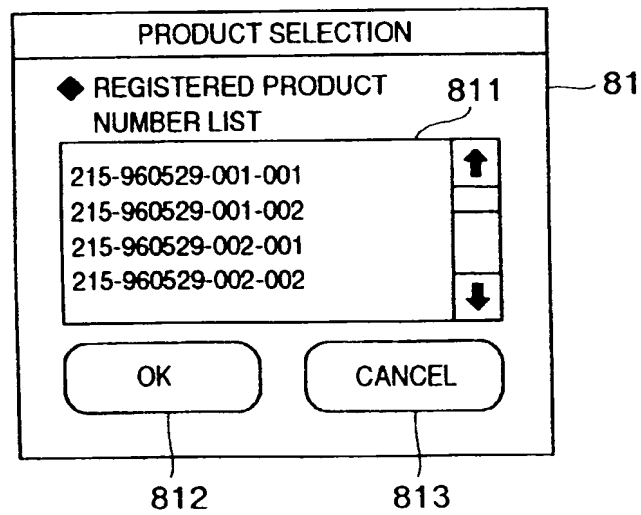 PRODUCT SELECTION
◆ REGISTERED PRODUCT
NUMBER LIST
811
81
215-960529-001-001
215-960529-001-002
215-960529-002-001
215-960529-002-002
OK
CANCEL
812
813